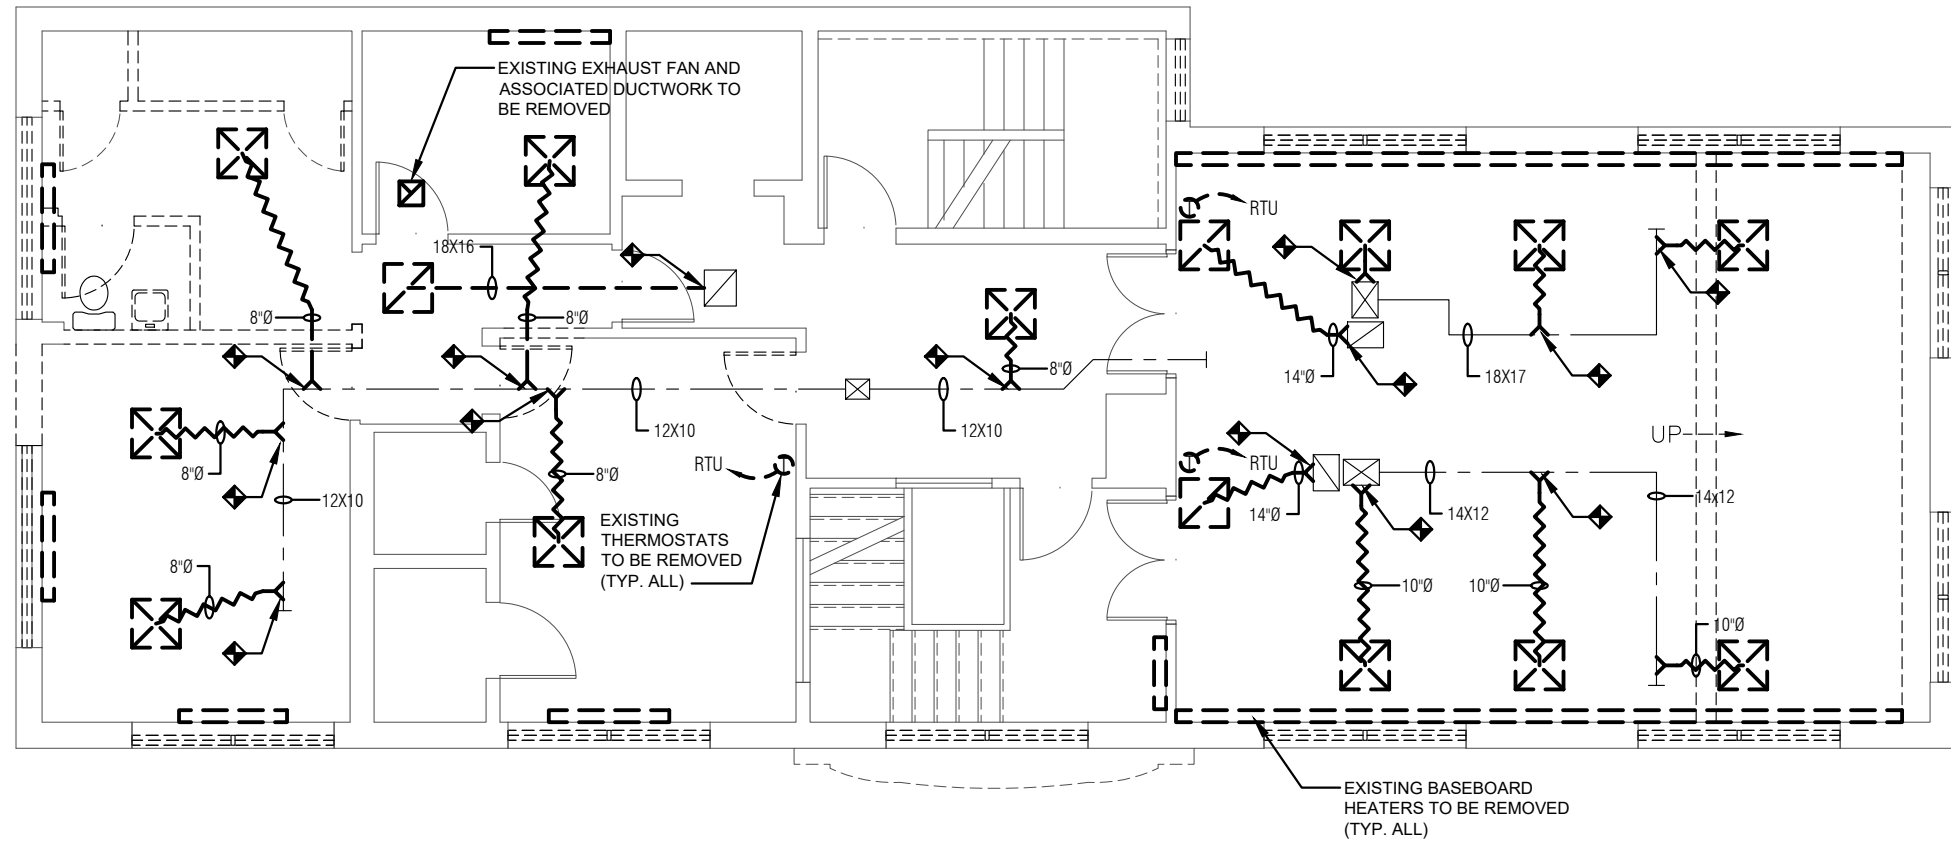 EXISTING EXHAUST FAN AND
ASSOCIATED DUCTWORK TO
BE REMOVED
RTU
18X16
8"Ø
8"Ø
8"Ø
14"Ø
18X17
12X10
12X10
UP
8"Ø
RTU
8"Ø
RTU
12X10
14"Ø
14X12
14x12
EXISTING
THERMOSTATS
TO BE REMOVED
(TYP. ALL)
8"Ø
10"Ø
10"Ø
10"Ø
EXISTING BASEBOARD
HEATERS TO BE REMOVED
(TYP. ALL)